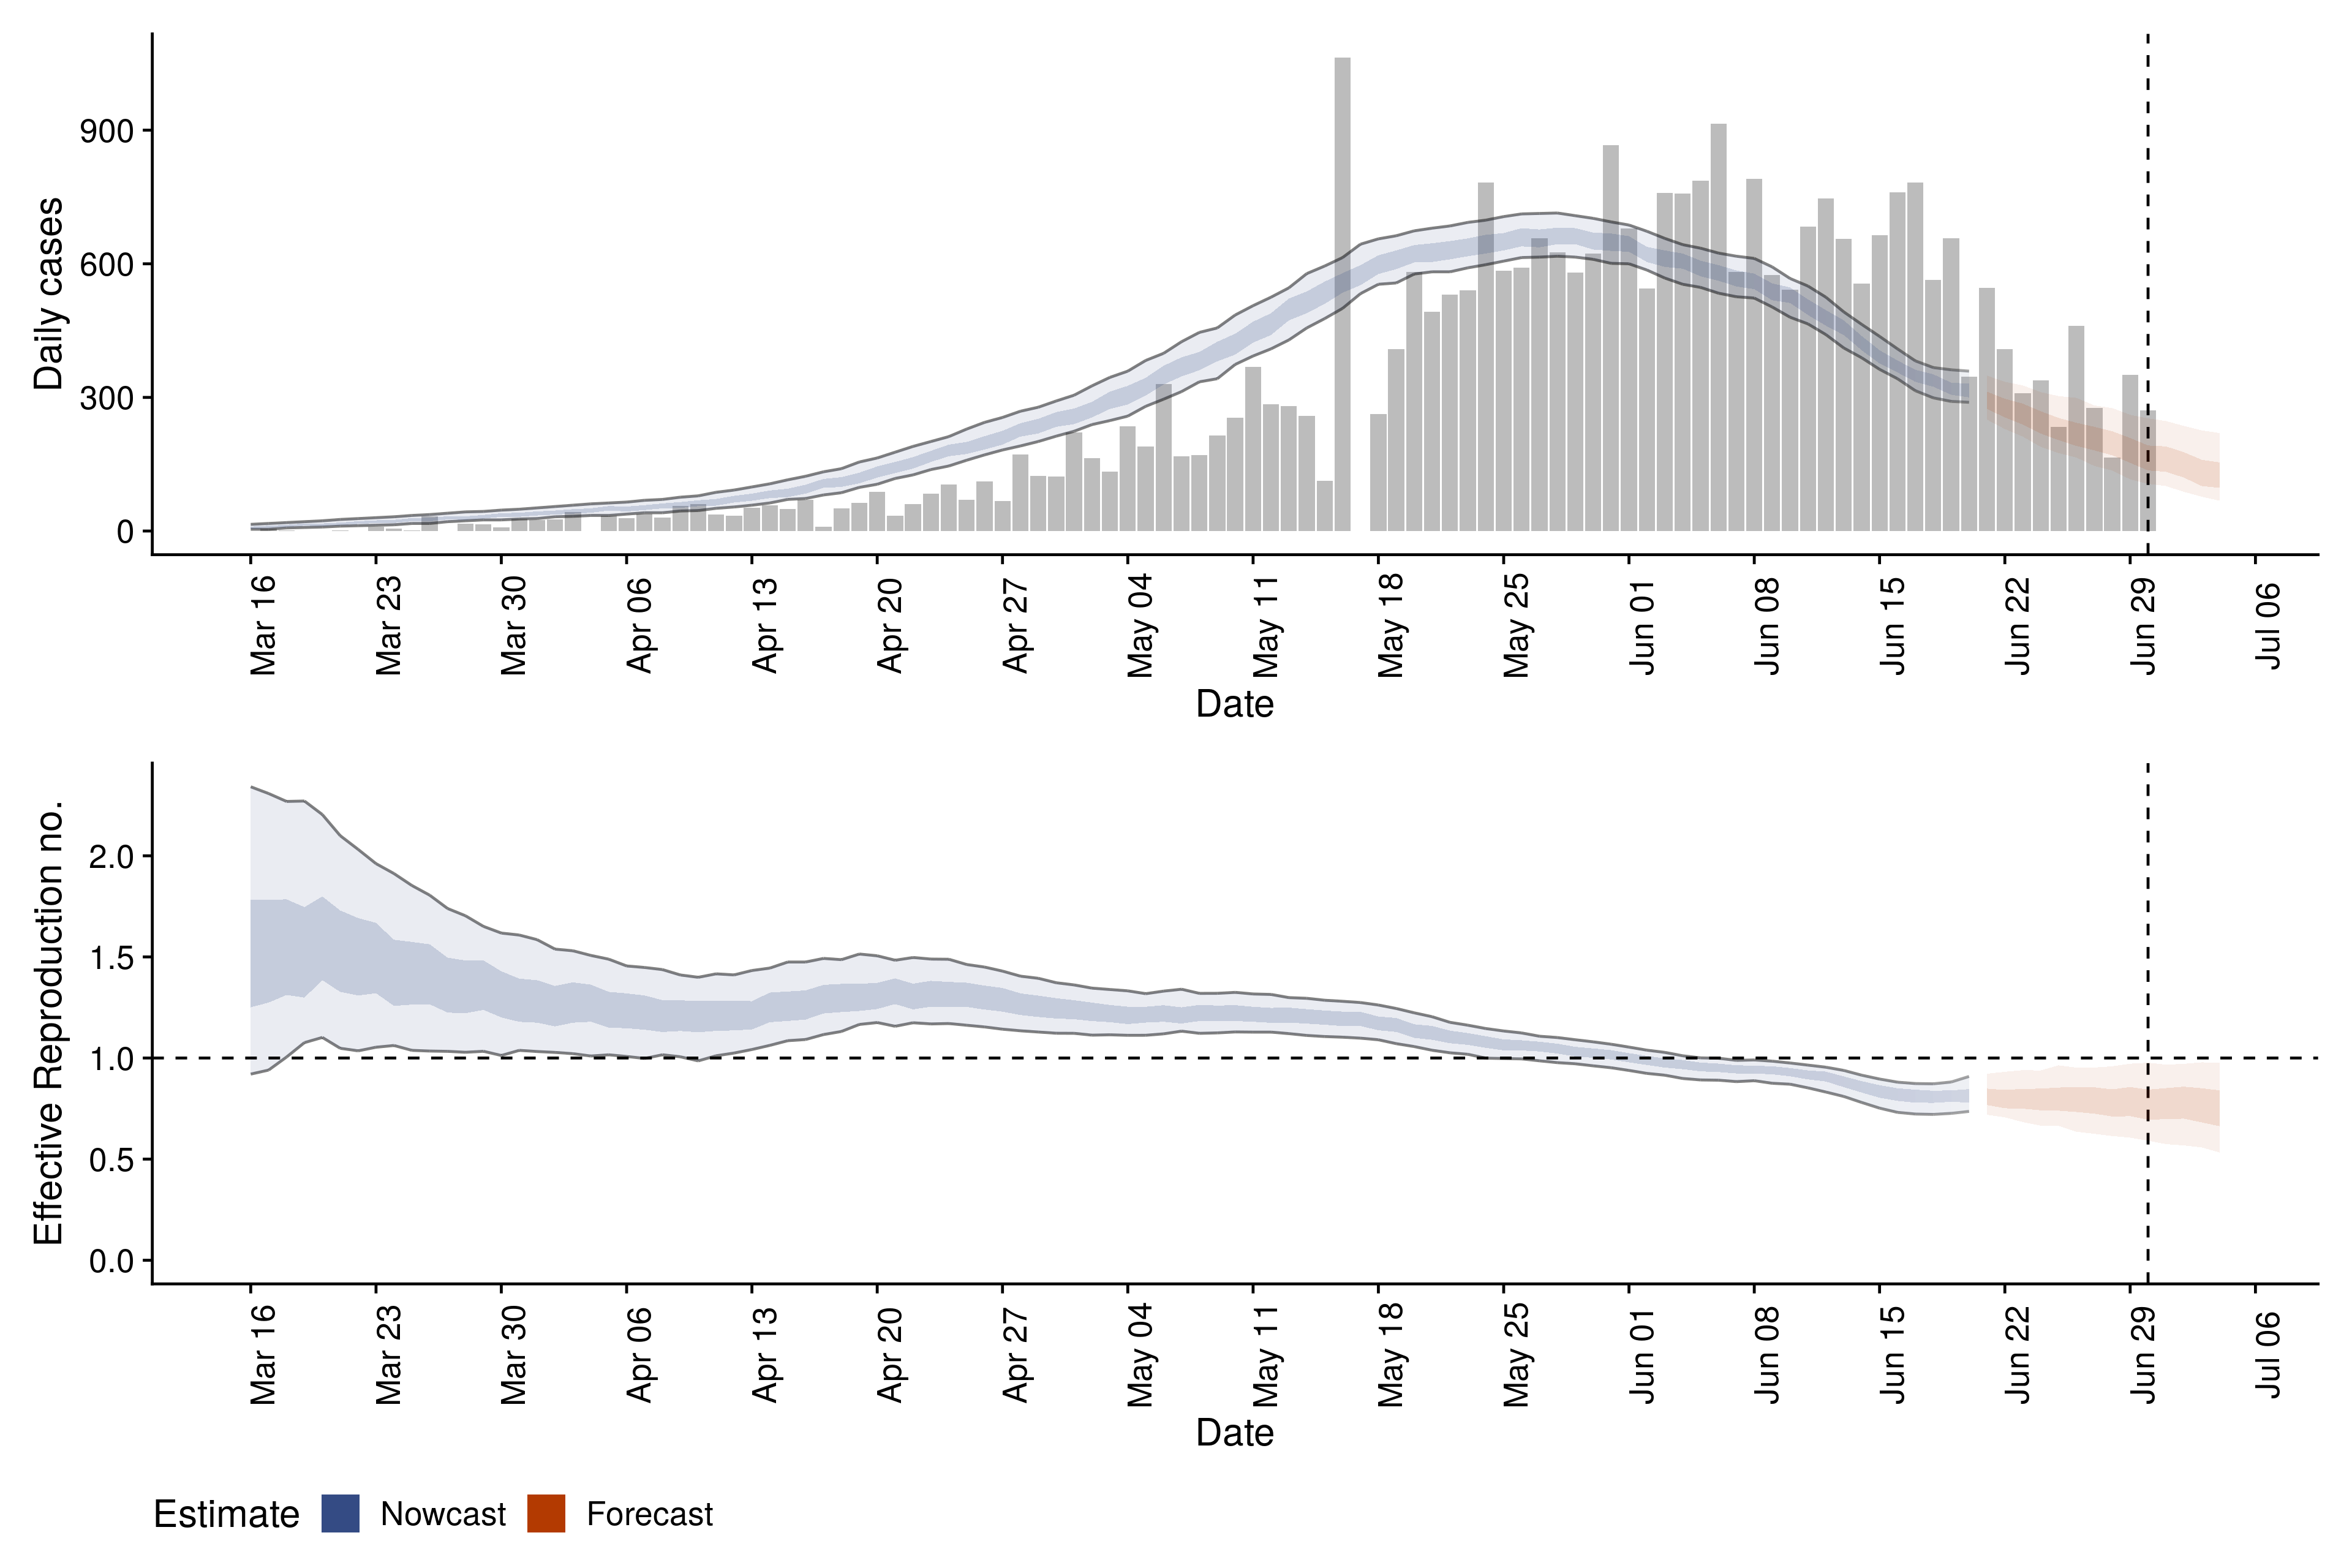 Daily cases
900
600
300
0
Mar 16 Mar 23 Mar 30 Apr 06 Apr 13 Apr 20 Apr 27 May 04 May 11 May 18 May 25 Jun 01 Jun 08 Jun 15 Jun 22 Jun 29 Jul 06
Date
Effective Reproduction no.
2.0
1.5
1.0
0.5
0.0
Mar 16 Mar 23 Mar 30 Apr 06 Apr 13 Apr 20 Apr 27 May 04 May 11 May 18 May 25 Jun 01 Jun 08 Jun 15 Jun 22 Jun 29 Jul 06
Date
Estimate Nowcast Forecast